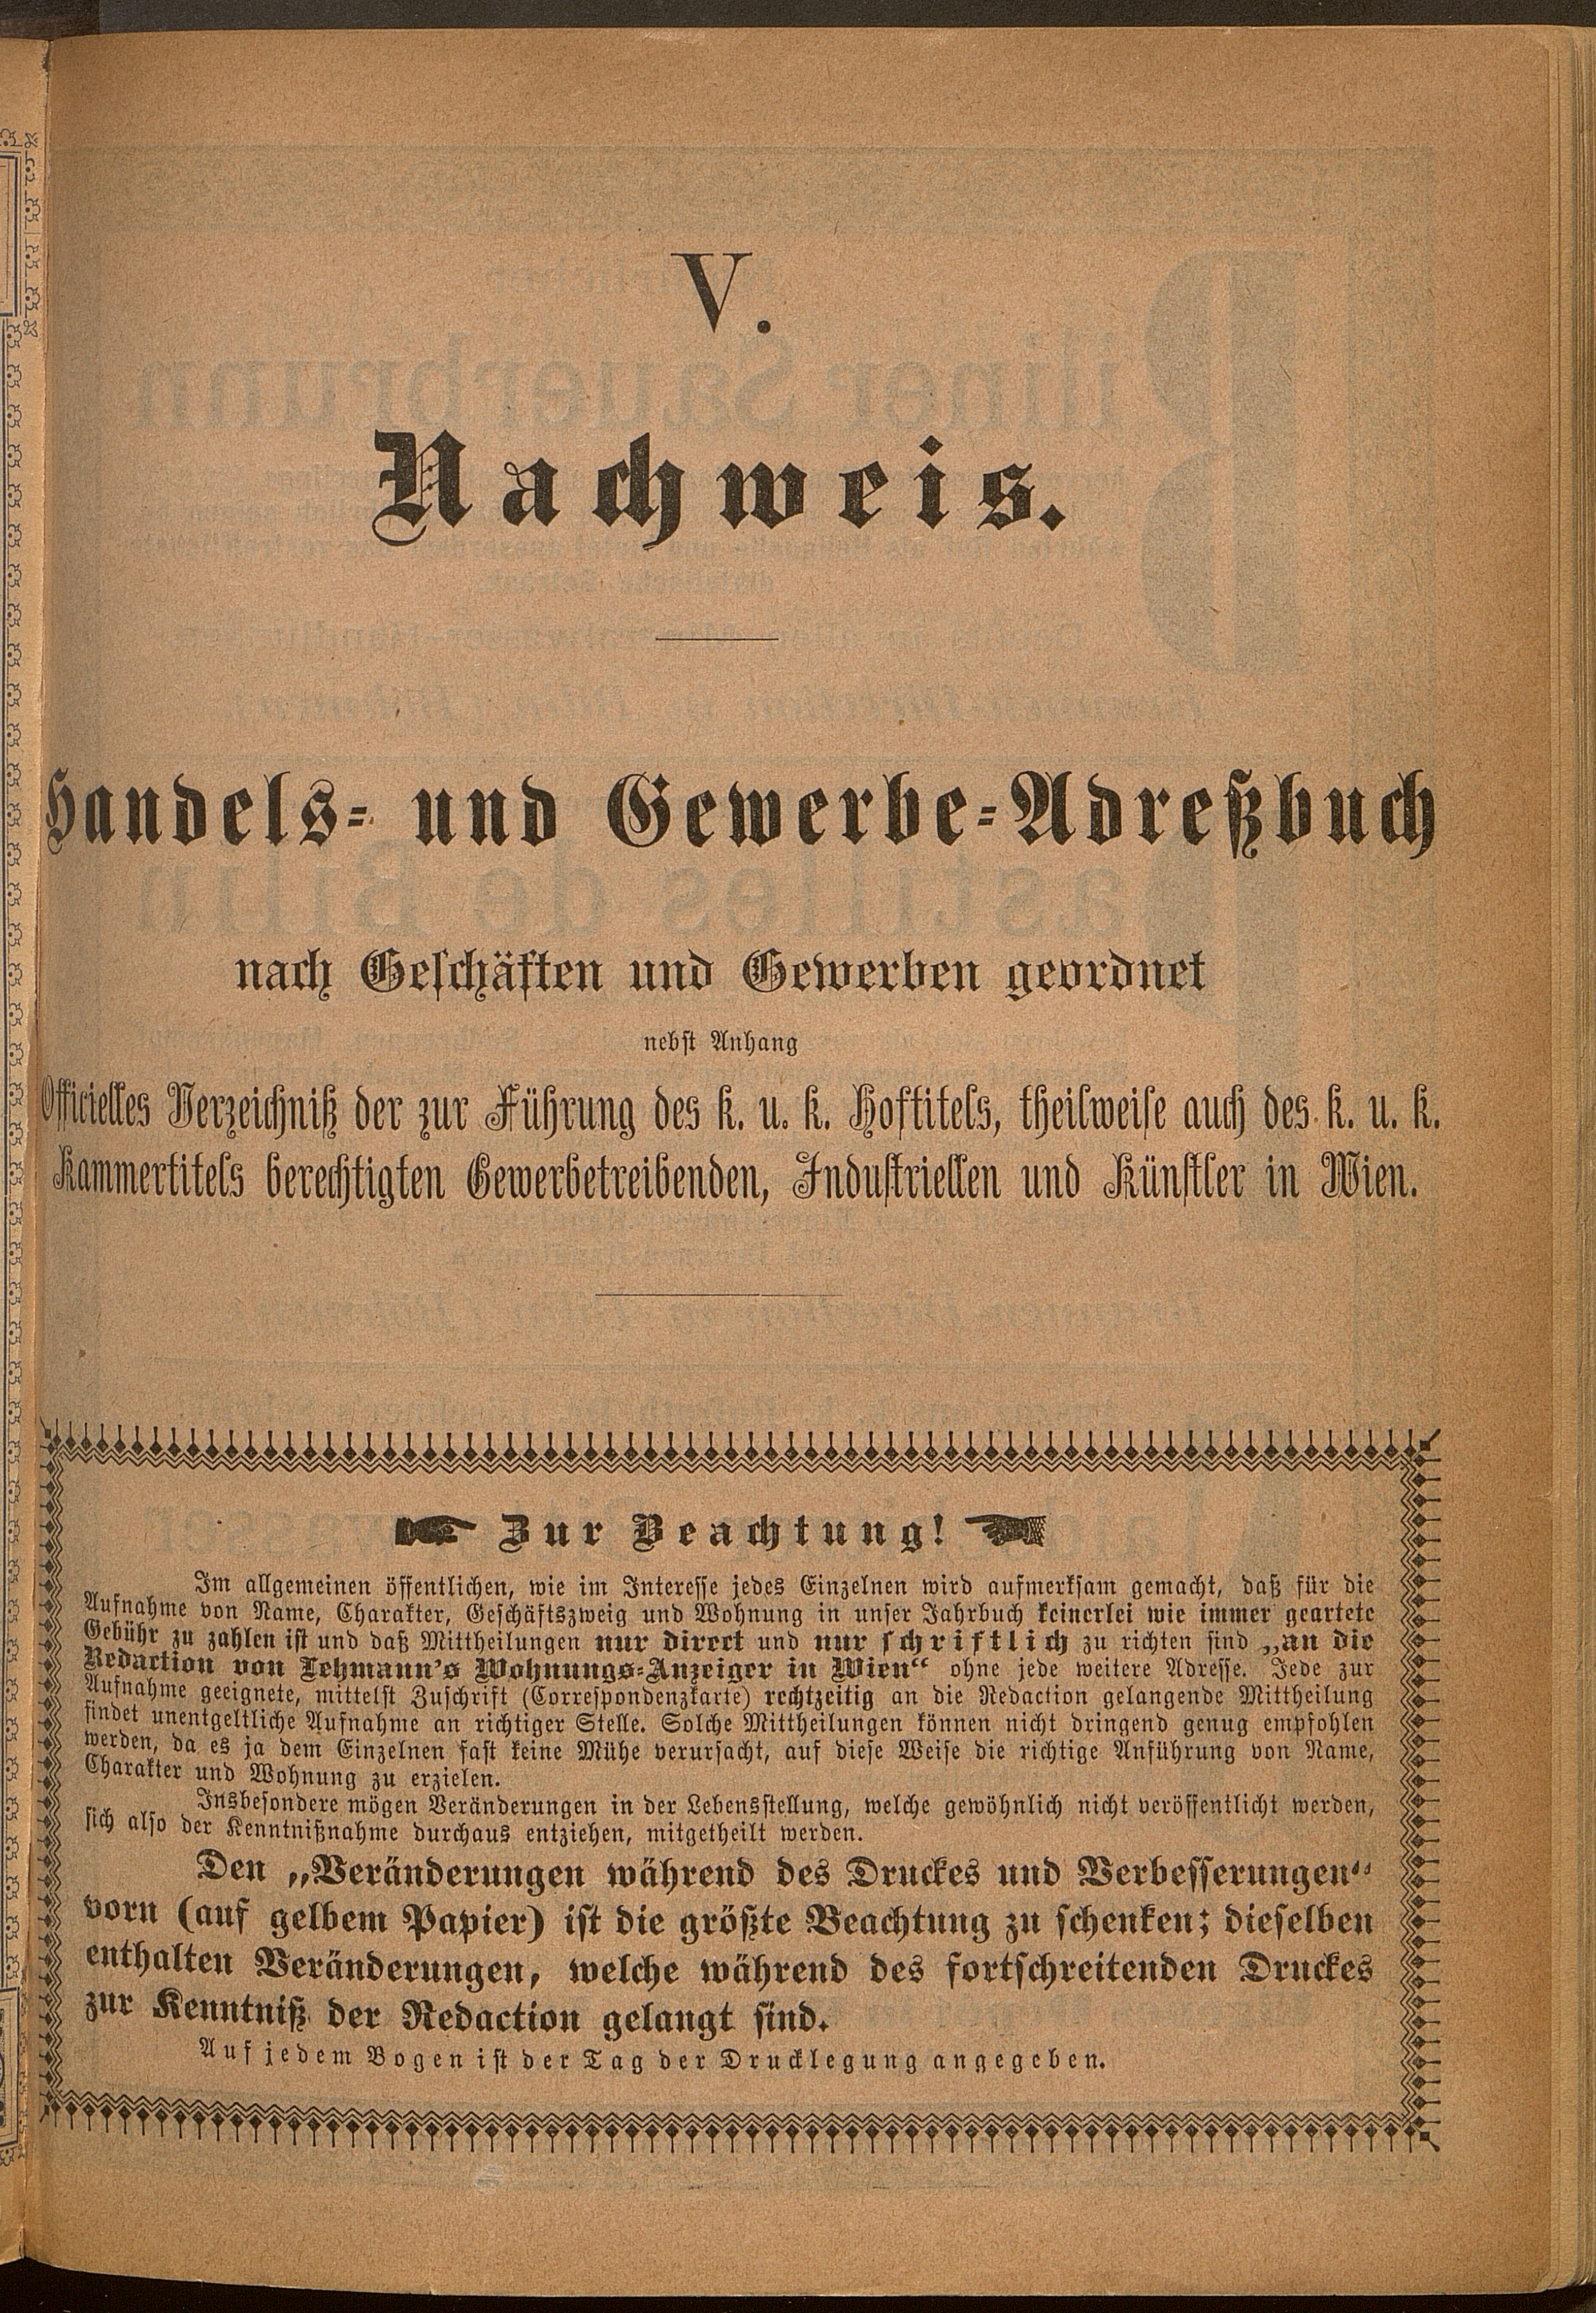 V.
Nachweis.
Handels- und Gewerbe-Adreßbuch
nach Geschäften und Gewerben geordnet
nebst Anhang
Officielles Verzeichniß der zur Führung des k. u. k. Hoftitels, theilweise auch des k. u. k.
Kammertitels berechtigten Gewerbetreibenden, Industriellen und Künstler in Wien.
Zur Beachtung!
Im allgemeinen öffentlichen, wie im Interesse jedes Einzelnen wird aufmerksam gemacht, daß für die
Aufnahme von Name, Charakter, Geschäftszweig und Wohnung in unser Jahrbuch keinerlei wie immer geartete
Gebühr zu zahlen ist und daß Mittheilungen nur direct und nur schriftlich zu richten sind „an die
Redaction von Lehmann's Wohnungs-Anzeiger in Wien“ ohne jede weitere Adresse. Jede zur
Aufnahme geeignete, mittelst Zuschrift (Correspondenzkarte) rechtzeitig an die Redaction gelangende Mittheilung
findet unentgeltliche Aufnahme an richtiger Stelle. Solche Mittheilungen können nicht dringend genug empfohlen
werden, da es ja dem Einzelnen fast keine Mühe verursacht, auf diese Weise die richtige Anführung von Name,
Charakter und Wohnung zu erzielen.
Insbesondere mögen Veränderungen in der Lebensstellung, welche gewöhnlich nicht veröffentlicht werden,
sich also der Kenntnißnahme durchaus entziehen, mitgetheilt werden.
Den „Veränderungen während des Druckes und Verbesserungen“
vorn (auf gelbem Papier) ist die größte Beachtung zu schenken; dieselben
enthalten Veränderungen, welche während des fortschreitenden Druckes
zur Kenntniß der Redaction gelangt sind.
Auf jedem Bogen ist der Tag der Drucklegung angegeben.